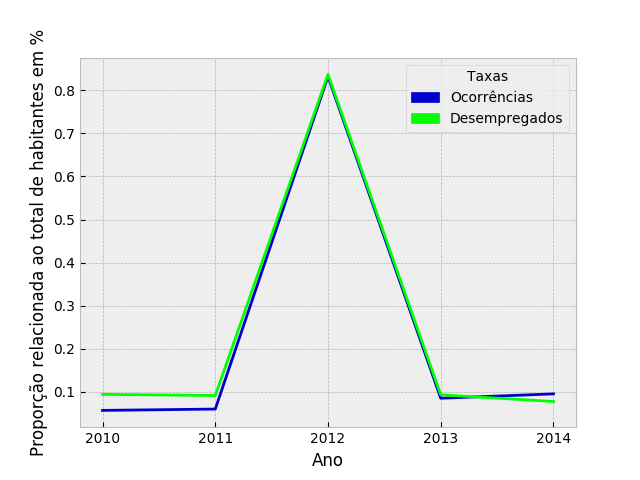 Proporção relacionada ao total de habitantes em %
0.8
0.7
0.6
0.5
0.4
0.3
0.2
0.1
Taxas
Ocorrências
Desempregados
2010 2011 2012 2013 2014
Ano